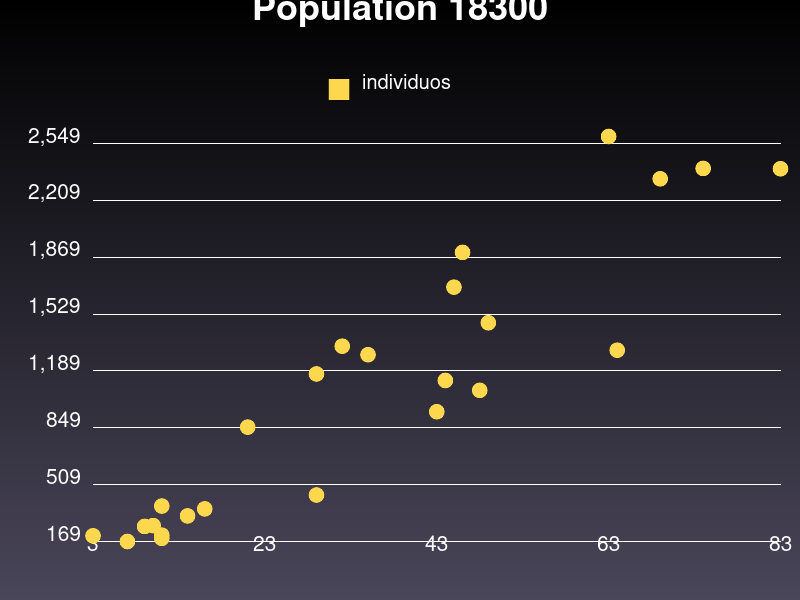 Population 18300
individuos
2,549
2,209
1,869
1,529
1,189
849
509
169
3 23 43 63 83